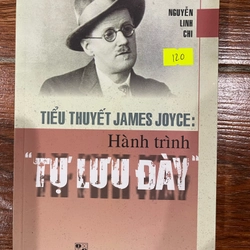 NGUYỄN
LINH
CHI
120
TIỂU THUYẾT JAMES JOYCE:
Hành trình
"TỰ LƯU ĐÀY"